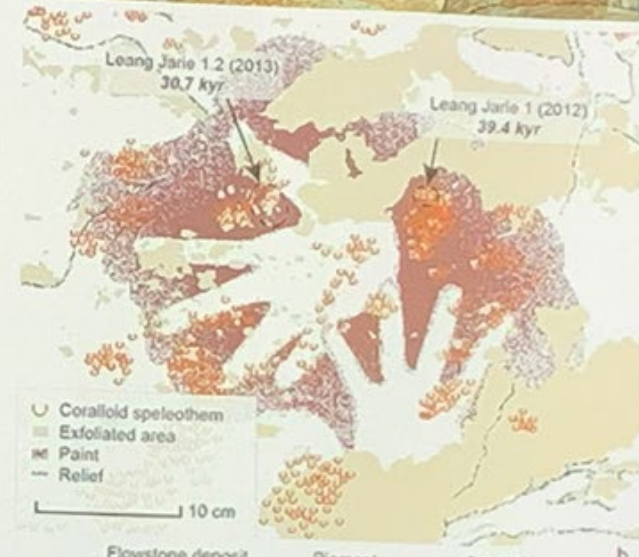 Leang Jarie 1.2 (2013)
30.7 kyr
Leang Jarie 1 (2012)
39.4 kyr
Coralloid speleothem
Exfoliated area
Paint
Relief
10 cm
Flowstone deposit